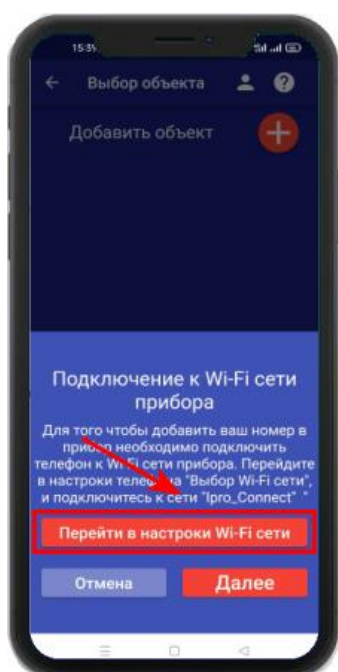 15:35
Выбор объекта
Добавить объект
Подключение к Wi-Fi сети
прибора
Для того чтобы добавить ваш номер в
прибор необходимо подключить
телефон к Wi-Fi сети прибора. Перейдите
в настройки телефона "Выбор Wi-Fi сети",
и подключитесь к сети "Ipro_Connect" "
Перейти в настроки Wi-Fi сети
Отмена
Далее